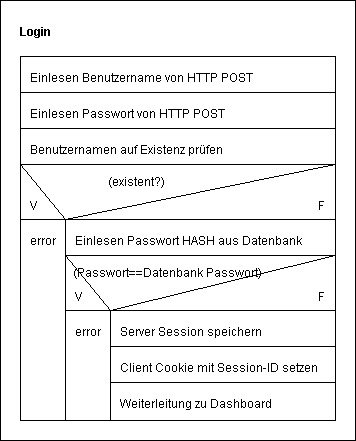 Login
Einlesen Benutzername von HTTP POST
Einlesen Passwort von HTTP POST
Benutzernamen auf Existenz prüfen
(existent?)
V F
error Einlesen Passwort HASH aus Datenbank
(Passwort==Datenbank Passwort)
V F
error Server Session speichern
Client Cookie mit Session-ID setzen
Weiterleitung zu Dashboard